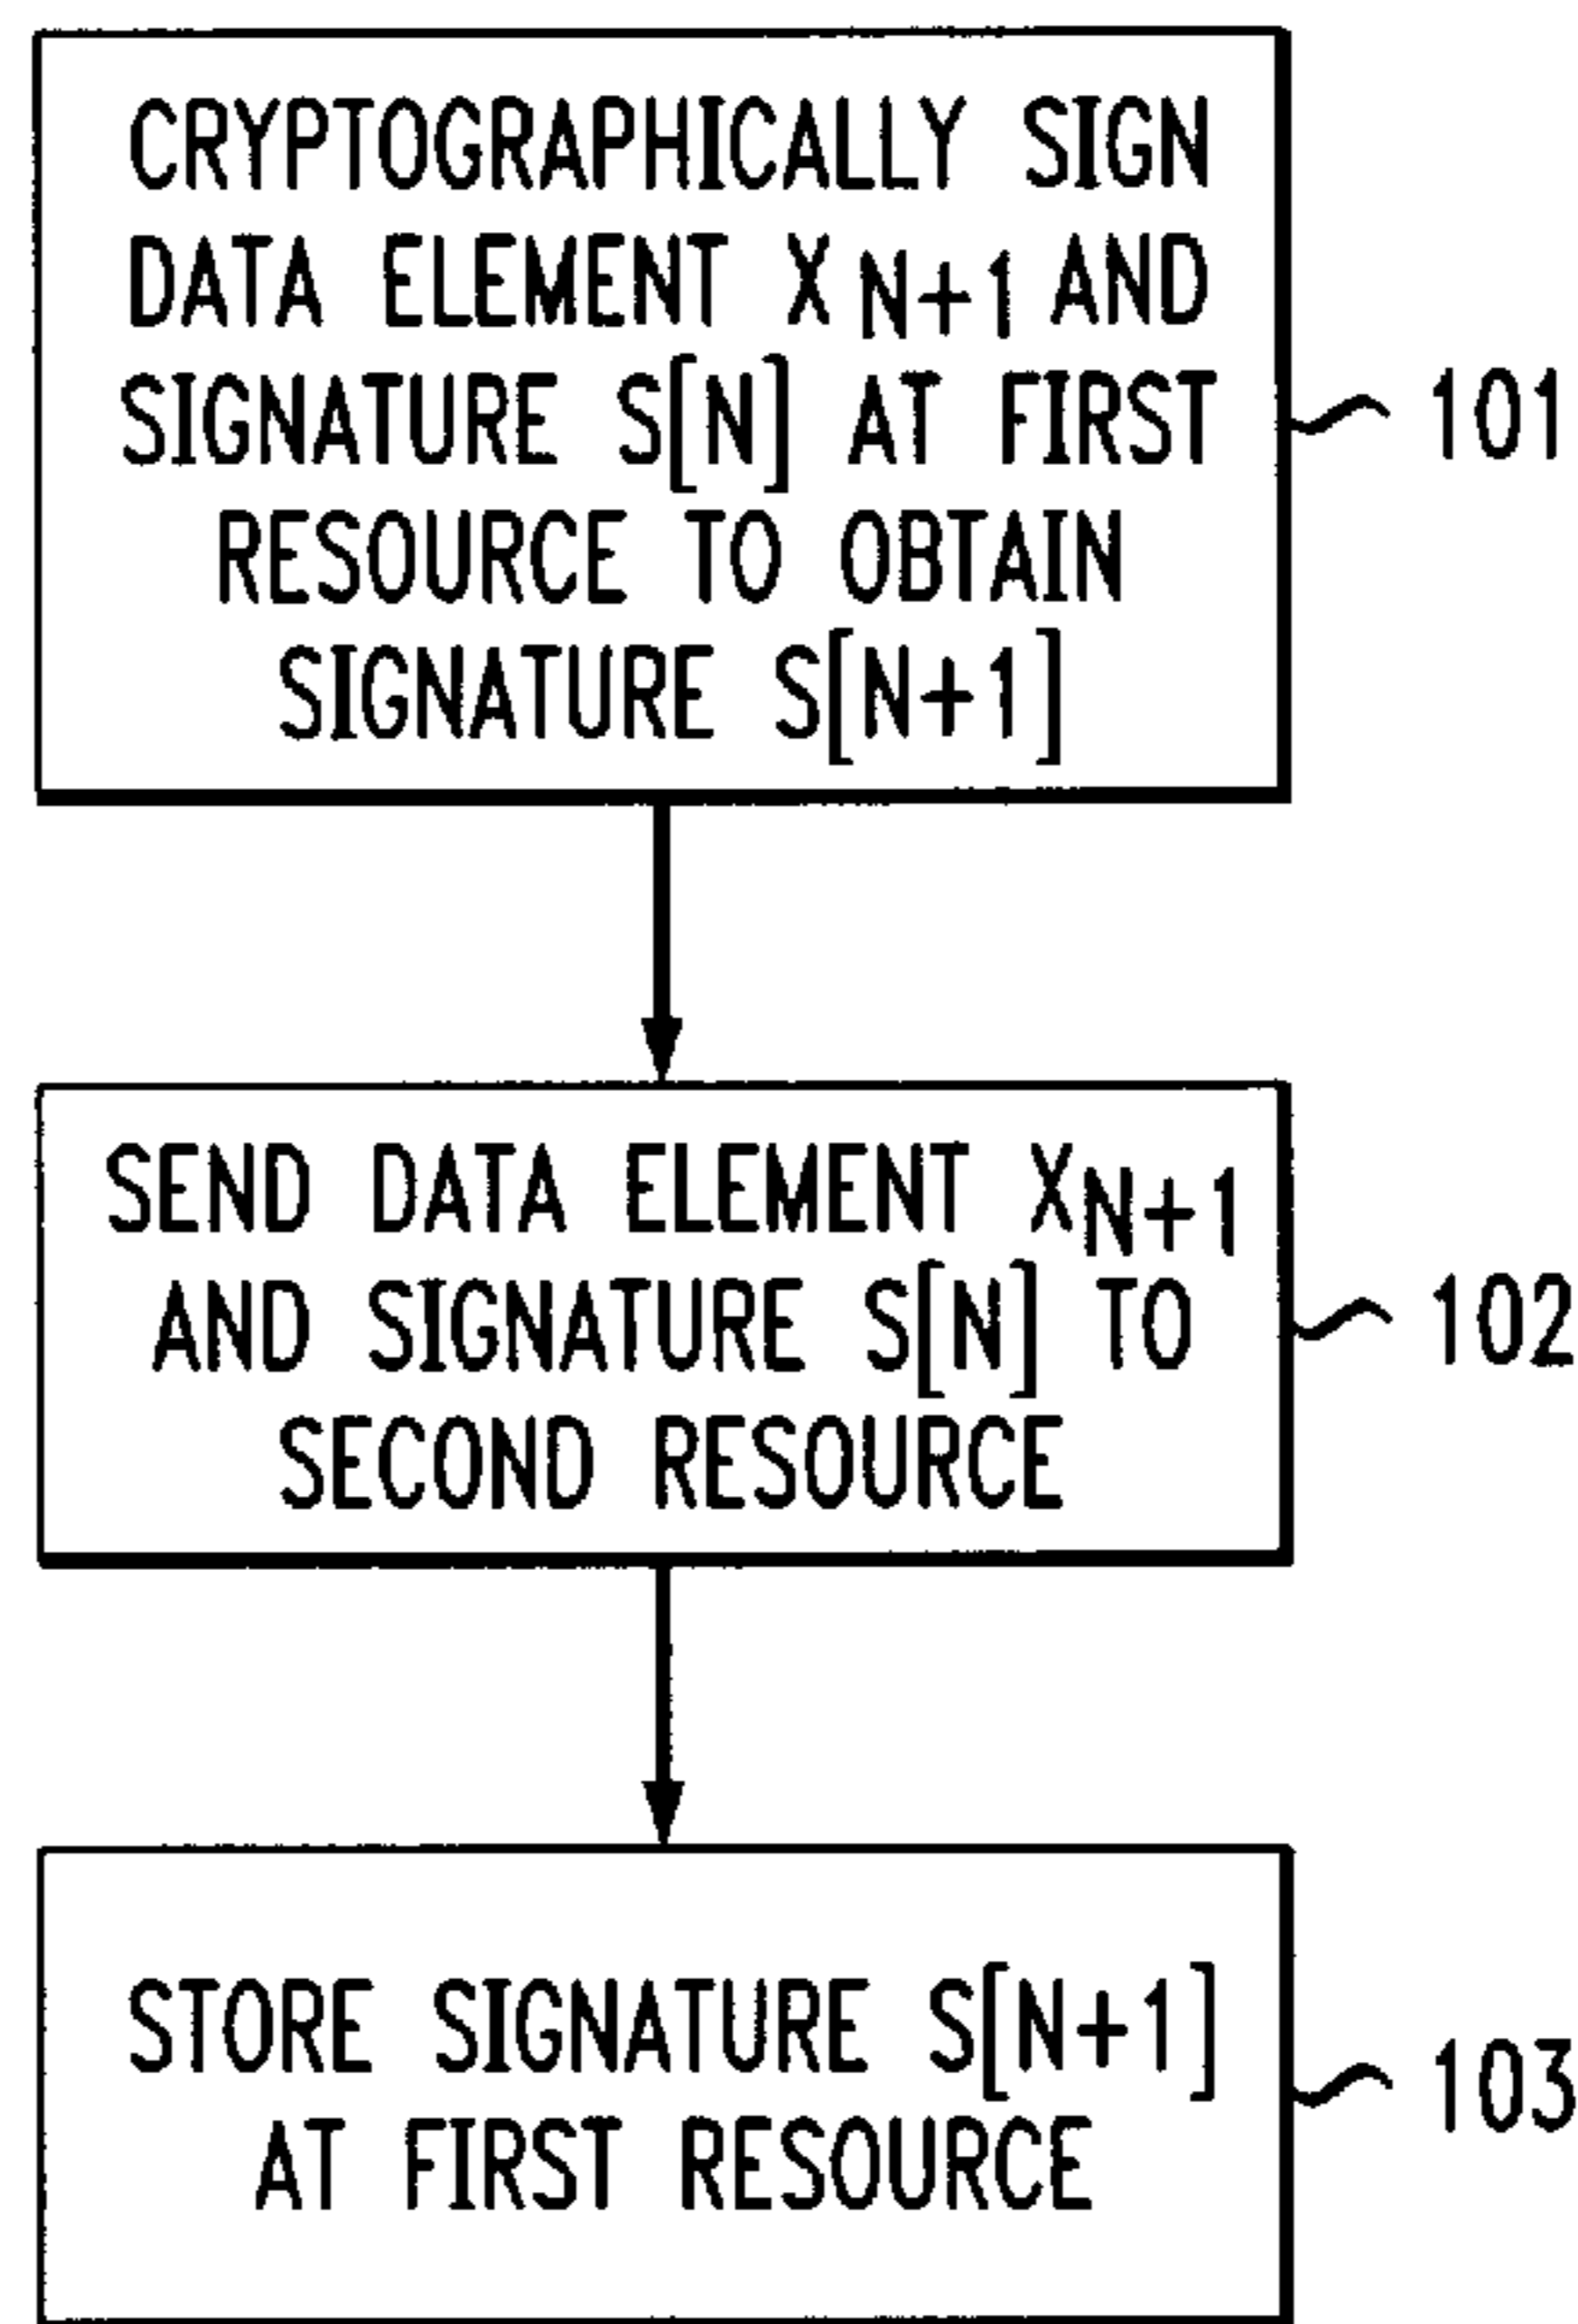 CRYPTOGRAPHICALLY SIGN
DATA ELEMENT X N+1 AND
SIGNATURE S[N] AT FIRST
RESOURCE TO OBTAIN
SIGNATURE S[N+1]
101
SEND DATA ELEMENT XN+1
AND SIGNATURE S[N] TO
SECOND RESOURCE
102
STORE SIGNATURE S[N+1]
AT FIRST RESOURCE
103